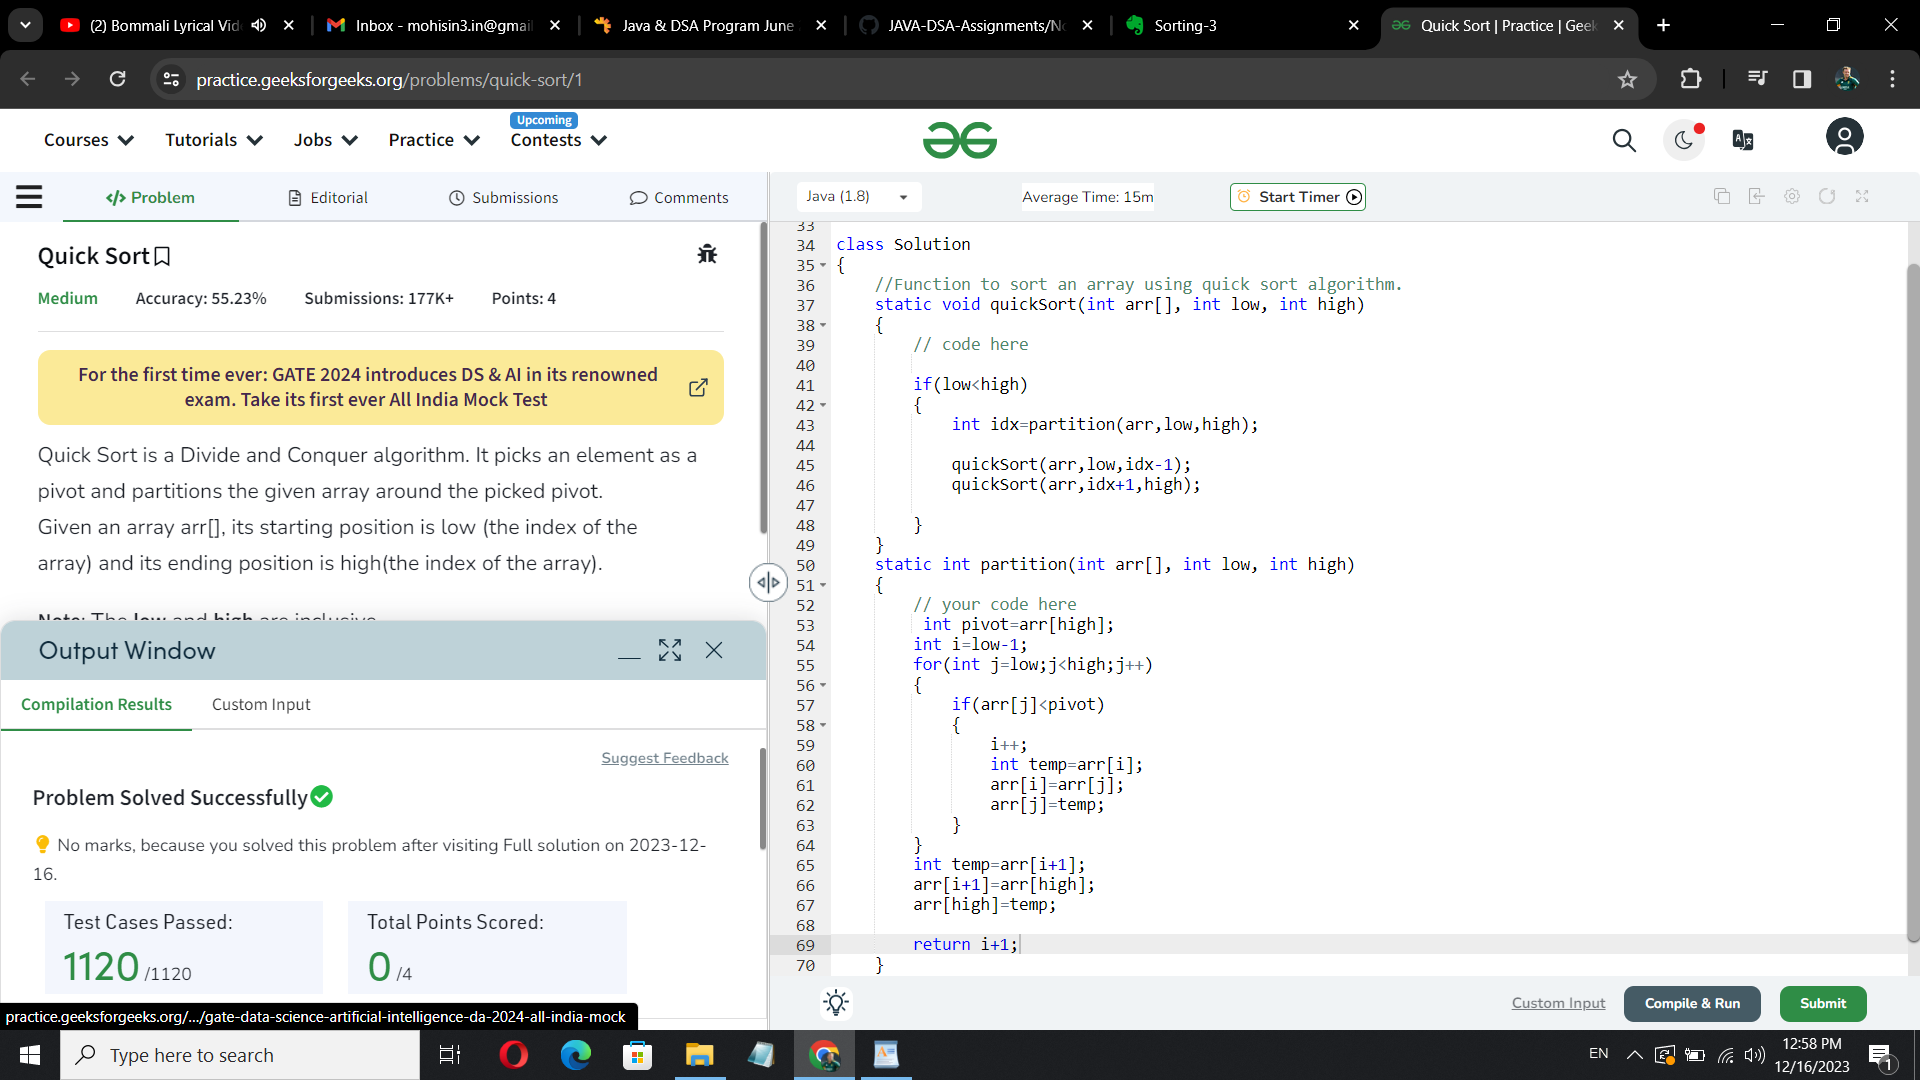 (2) Bommali Lyrical Vid
Inbox - mohisin3.in@gmai
Java & DSA Program June
JAVA-DSA-Assignments/No
Sorting-3
Quick Sort | Practice | Geek
practice.geeksforgeeks.org/problems/quick-sort/1
Courses
Tutorials
Jobs
Practice
Upcoming
Contests
</> Problem
Editorial
Submissions
Comments
Java (1.8)
Average Time: 15m
Start Timer
Quick Sort
Medium
Accuracy: 55.23%
Submissions: 177K+
Points: 4
For the first time ever: GATE 2024 introduces DS & AI in its renowned
exam. Take its first ever All India Mock Test
Quick Sort is a Divide and Conquer algorithm. It picks an element as a
pivot and partitions the given array around the picked pivot.
Given an array arr[], its starting position is low (the index of the
array) and its ending position is high(the index of the array).
Note: The low and high are inclusive.
Output Window
Compilation Results
Custom Input
Suggest Feedback
Problem Solved Successfully
No marks, because you solved this problem after visiting Full solution on 2023-12-
16.
Test Cases Passed:
1120 /1120
Total Points Scored:
0 /4
practice.geeksforgeeks.org/.../gate-data-science-artificial-intelligence-da-2024-all-india-mock
33
34 class Solution
35 {
36 //Function to sort an array using quick sort algorithm.
37 static void quickSort(int arr[], int low, int high)
38 {
39 // code here
40
41 if(low<high)
42 {
43 int idx=partition(arr,low,high);
44
45 quickSort(arr,low,idx-1);
46 quickSort(arr,idx+1,high);
47
48 }
49 }
50 static int partition(int arr[], int low, int high)
51 {
52 // your code here
53 int pivot=arr[high];
54 int i=low-1;
55 for(int j=low;j<high;j++)
56 {
57 if(arr[j]<pivot)
58 {
59 i++;
60 int temp=arr[i];
61 arr[i]=arr[j];
62 arr[j]=temp;
63 }
64 }
65 int temp=arr[i+1];
66 arr[i+1]=arr[high];
67 arr[high]=temp;
68
69 return i+1;
70 }
Custom Input
Compile & Run
Submit
Type here to search
EN
12:58 PM
12/16/2023
1